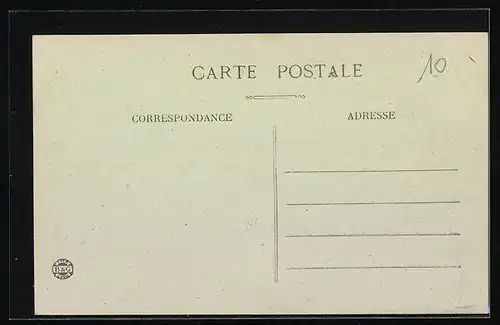 CARTE POSTALE
10
CORRESPONDANCE
ADRESSE
B&G